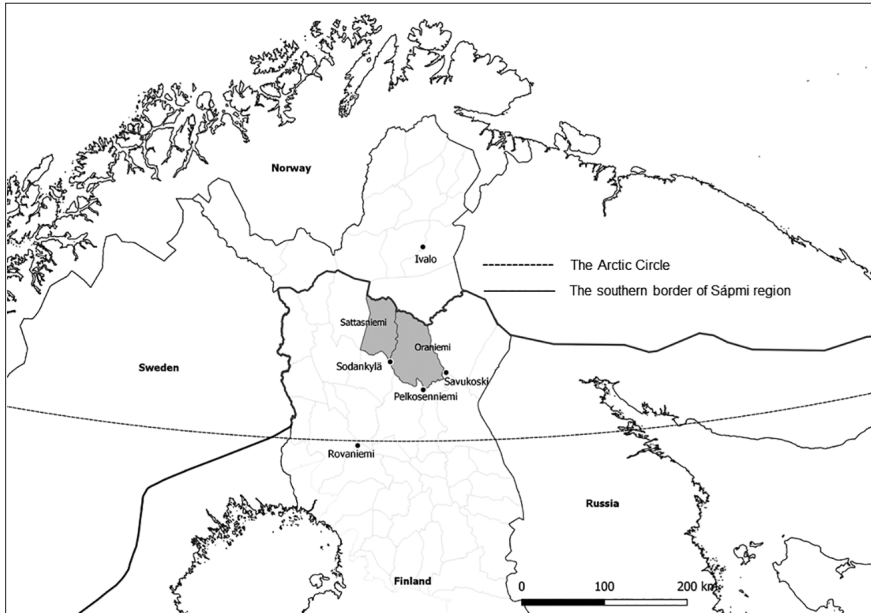 Norway
Ivalo
The Arctic Circle
The southern border of Sápmi region
Sattasniemi
Oraniemi
Sodankylä
Sweden
Savukoski
Pelkosenniemi
Rovaniemi
Russia
Finland
0 100 200 km